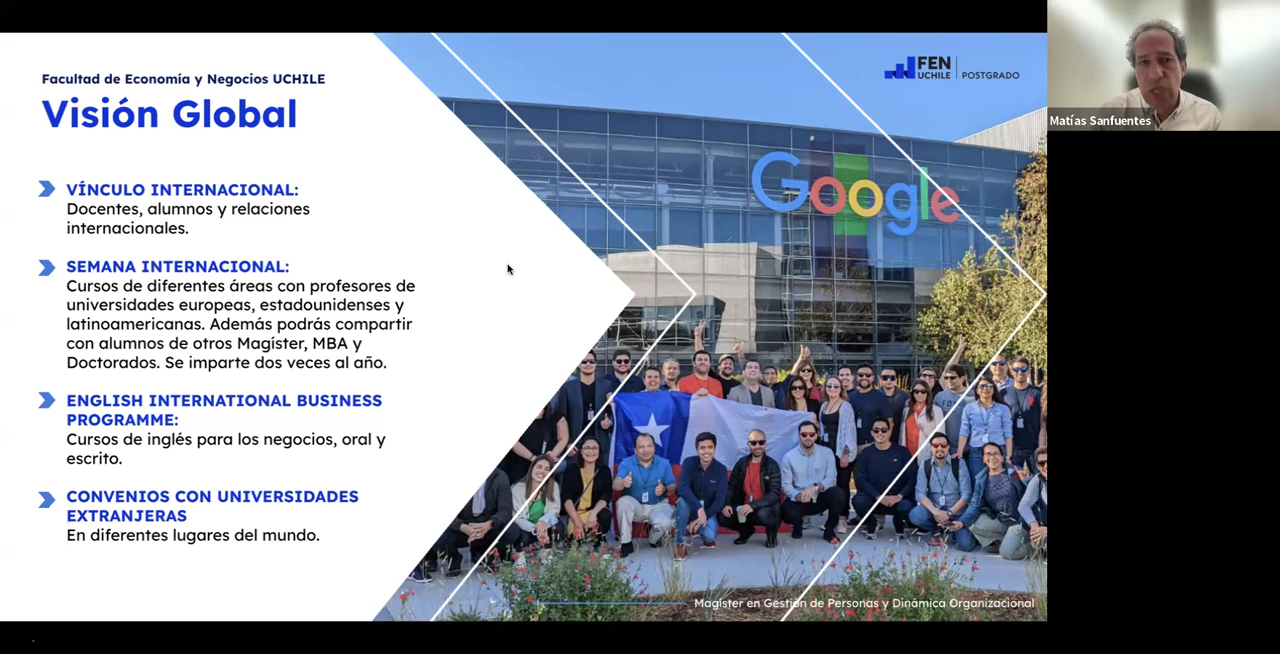 Facultad de Economía y Negocios UCHILE
Visión Global
VÍNCULO INTERNACIONAL:
Docentes, alumnos y relaciones
internacionales.
SEMANA INTERNACIONAL:
Cursos de diferentes áreas con profesores de
universidades europeas, estadounidenses y
latinoamericanas. Además podrás compartir
con alumnos de otros Magíster, MBA y
Doctorados. Se imparte dos veces al año.
ENGLISH INTERNATIONAL BUSINESS
PROGRAMME:
Cursos de inglés para los negocios, oral y
escrito.
CONVENIOS CON UNIVERSIDADES
EXTRANJERAS
En diferentes lugares del mundo.
FEN
UCHILE
POSTGRADO
Google
Magíster en Gestión de Personas y Dinámica Organizacional
Matías Sanfuentes